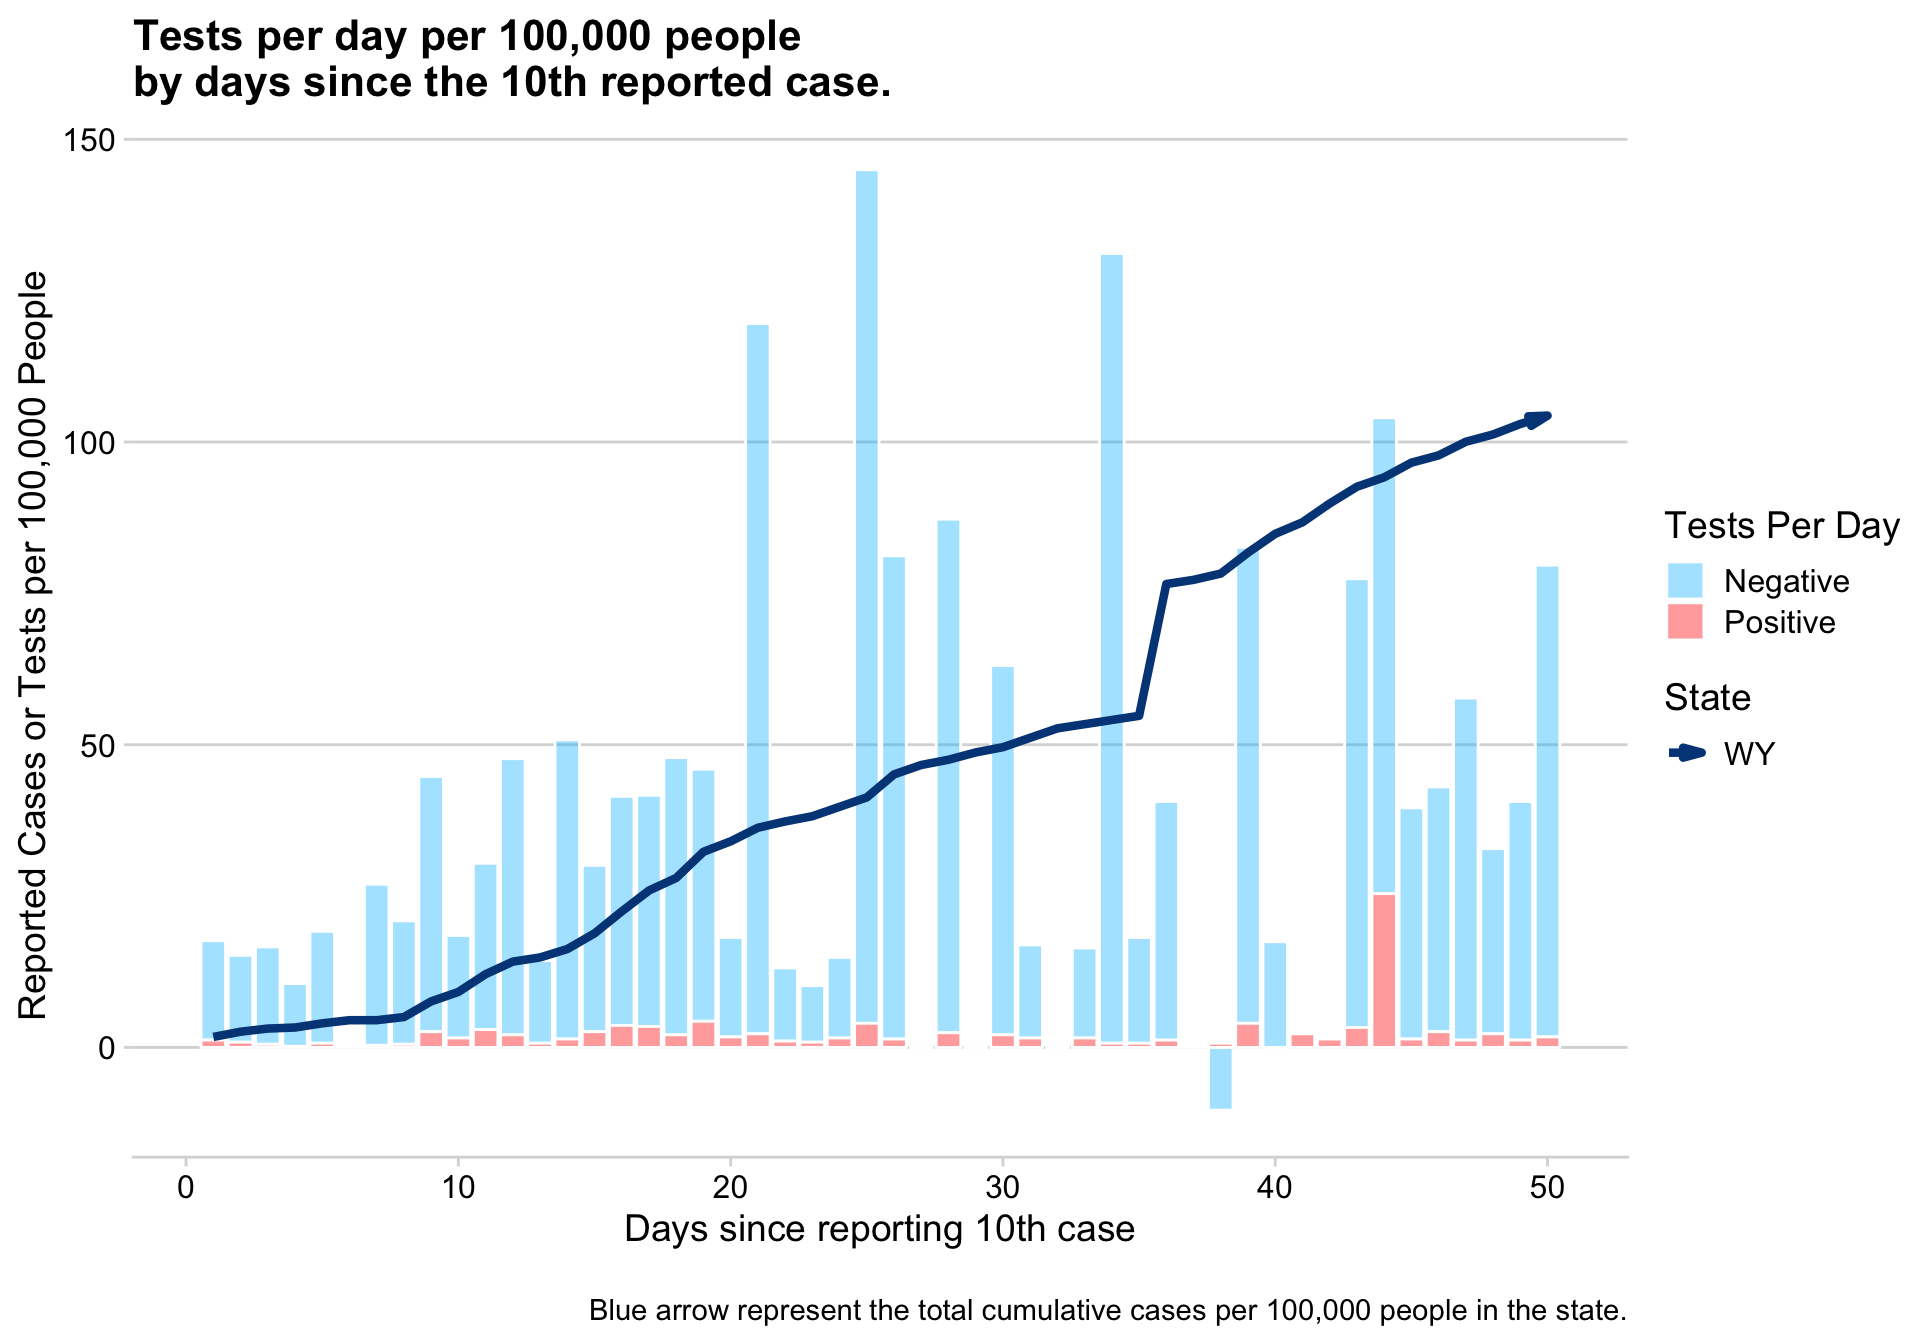 Tests per day per 100,000 people
by days since the 10th reported case.
Reported Cases or Tests per 100,000 People
150
100
50
0
0
10
20
30
40
50
Days since reporting 10th case
Tests Per Day
Negative
Positive
State
WY
Blue arrow represent the total cumulative cases per 100,000 people in the state.